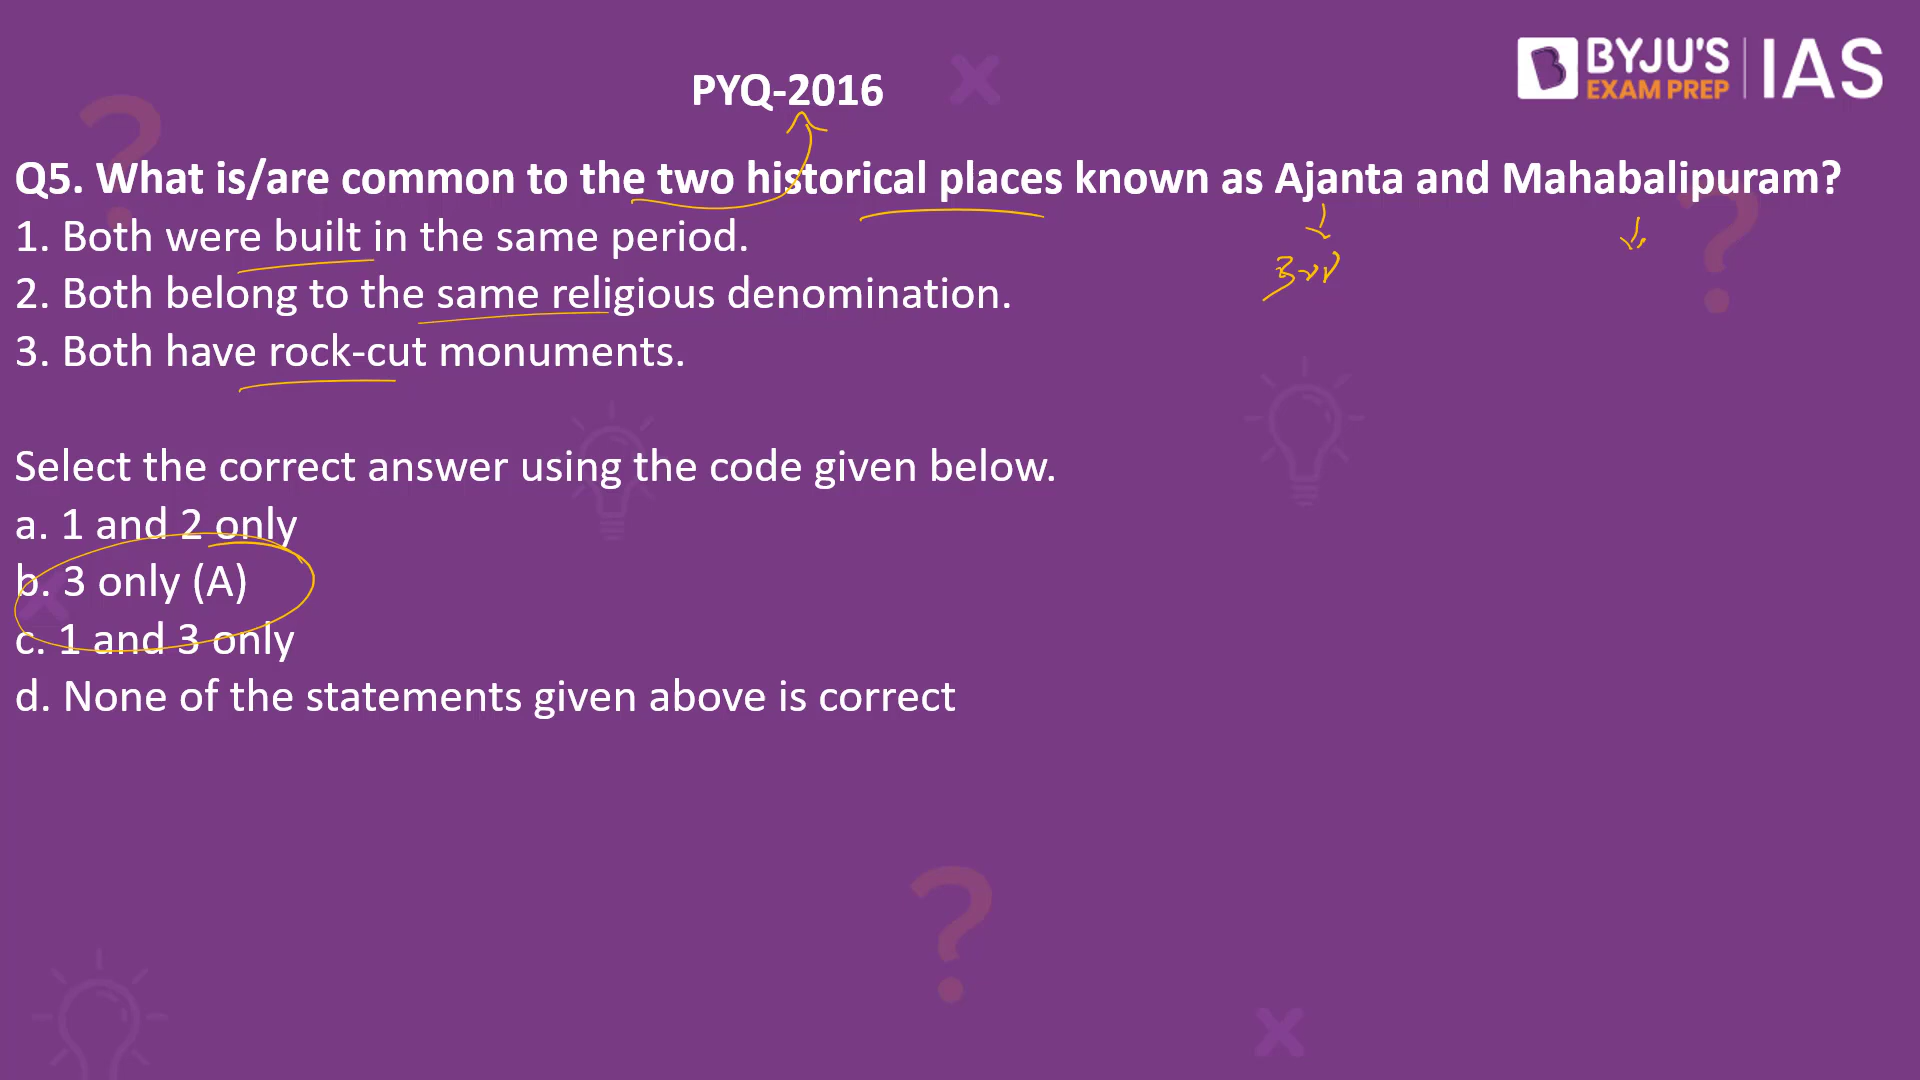 BYJU'S
EXAM PREP
IAS
PYQ-2016
Q5. What is/are common to the two historical places known as Ajanta and Mahabalipuram?
1. Both were built in the same period.
2. Both belong to the same religious denomination.
3. Both have rock-cut monuments.
Select the correct answer using the code given below.
a. 1 and 2 only
b. 3 only (A)
c. 1 and 3 only
d. None of the statements given above is correct